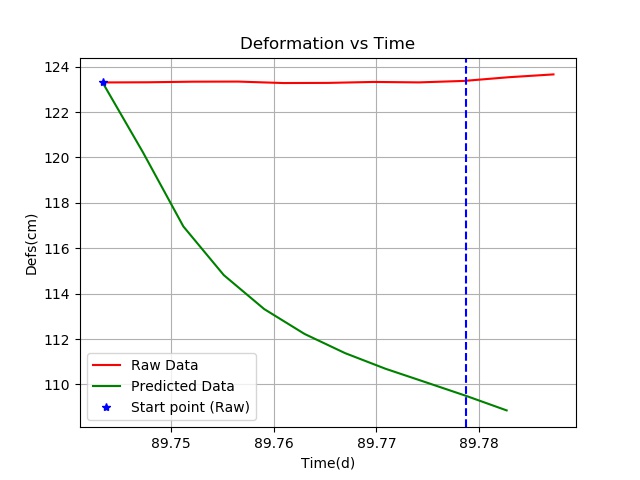 Deformation vs Time
Defs(cm)
124
122
120
118
116
114
112
110
Raw Data
Predicted Data
Start point (Raw)
89.75 89.76 89.77 89.78
Time(d)